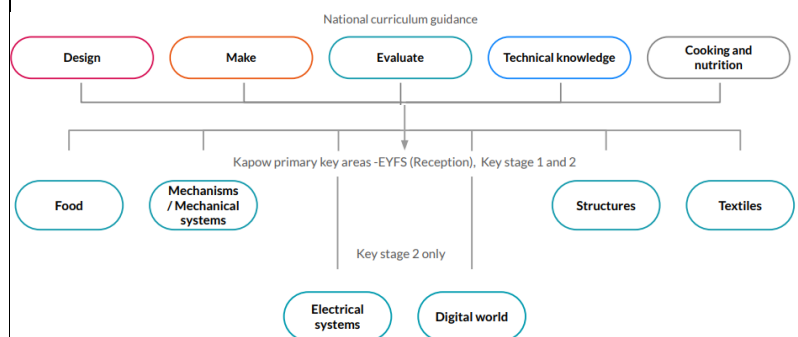 National curriculum guidance
Design
Make
Evaluate
Technical knowledge
Cooking and
nutrition
Kapow primary key areas -EYFS (Reception), Key stage 1 and 2
Food
Mechanisms
/ Mechanical
systems
Structures
Textiles
Key stage 2 only
Electrical
systems
Digital world